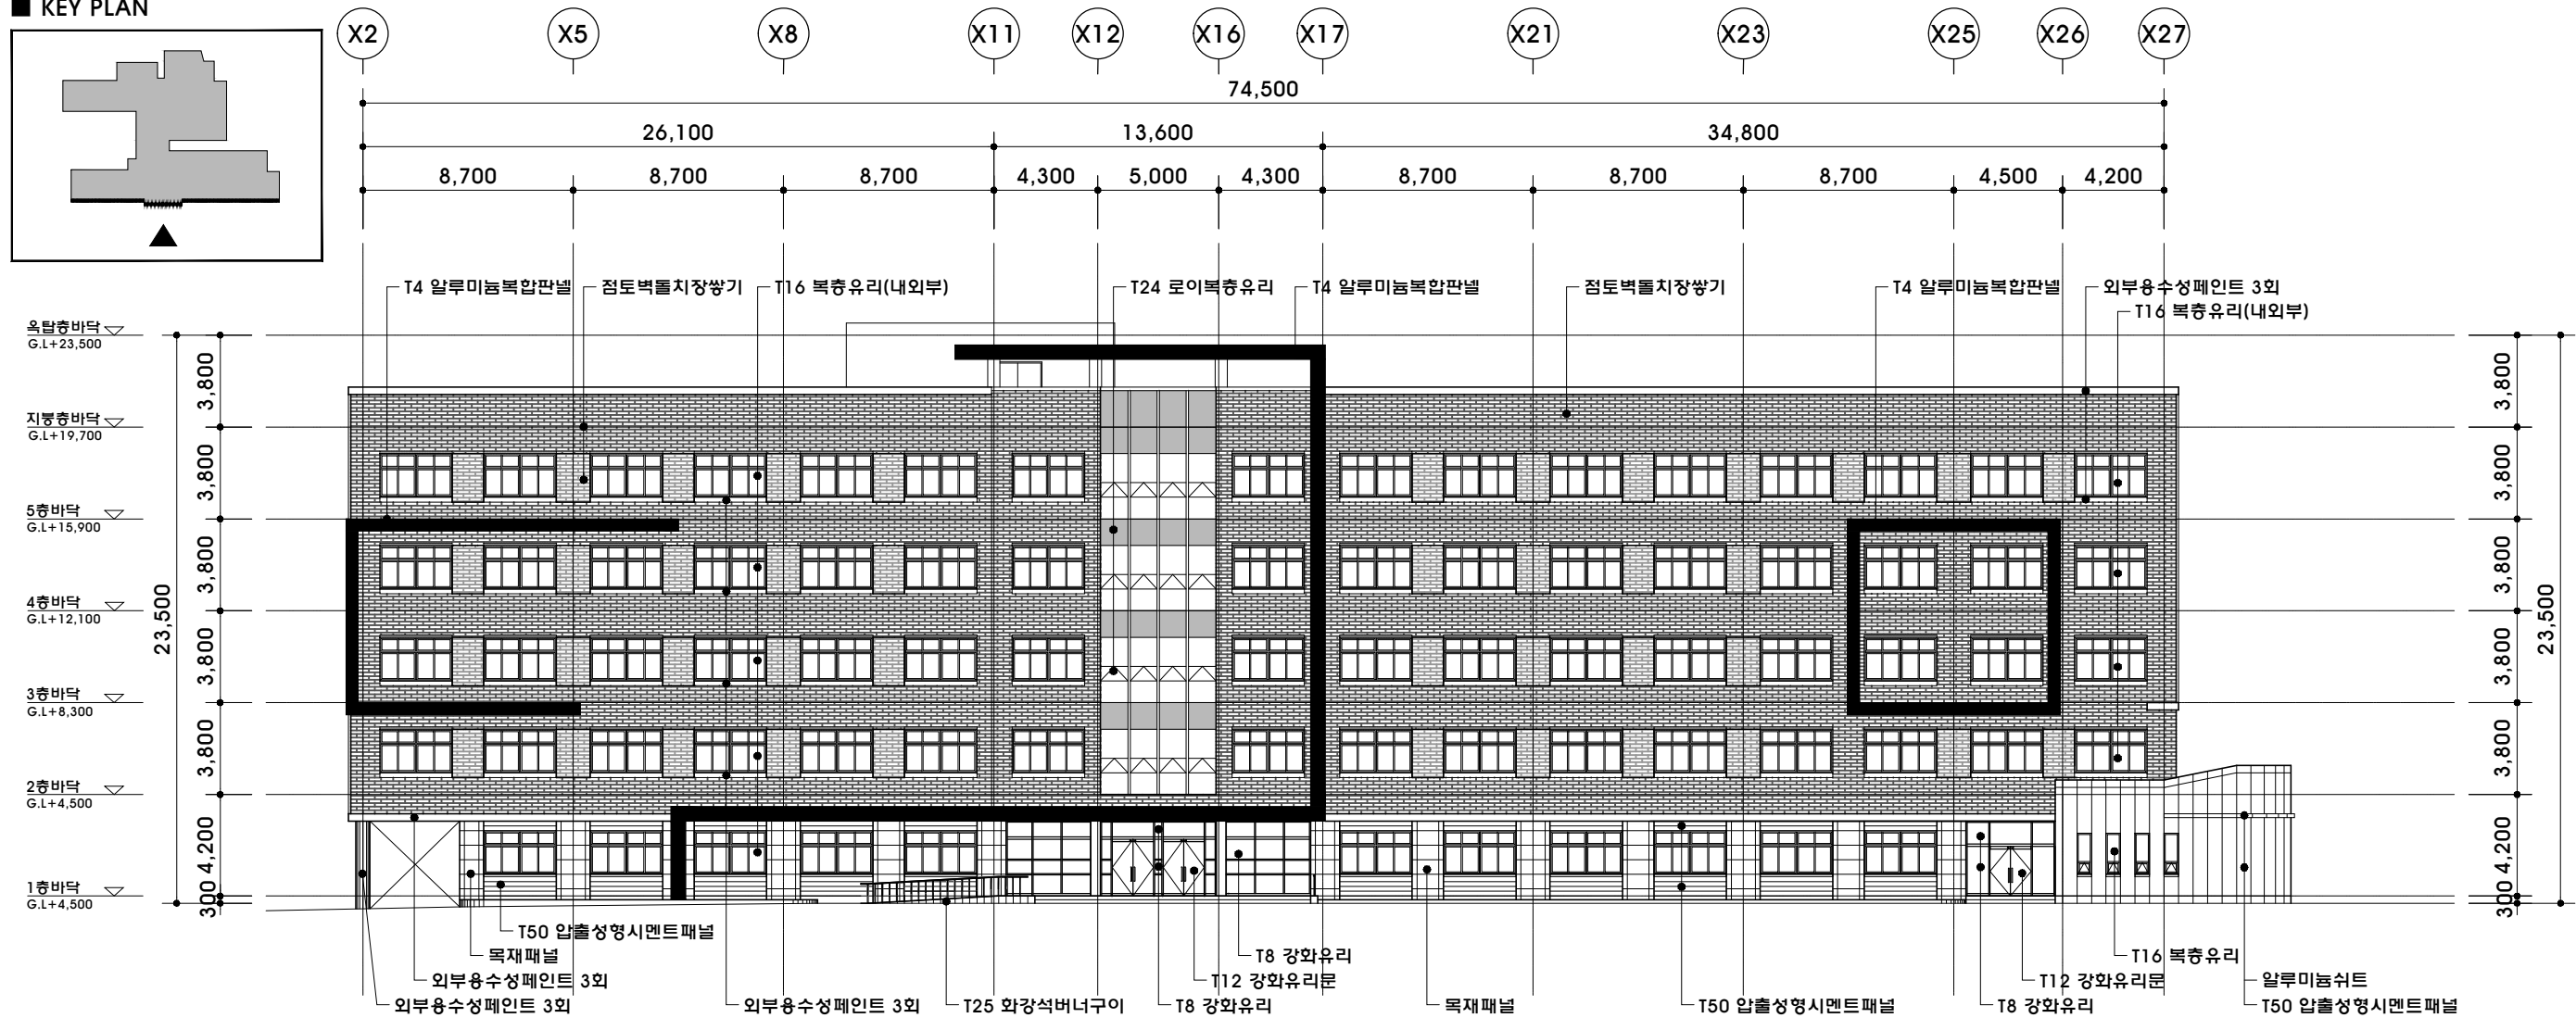 ■ KEY PLAN
X2 X5 X8 X11 X12 X16 X17 X21 X23 X25 X26 X27
74,500
26,100 13,600 34,800
8,700 8,700 8,700 4,300 5,000 4,300 8,700 8,700 8,700 4,500 4,200
T4 알루미늄복합판넬 점토벽돌치장쌓기 T16 복층유리(내외부) T24 로이복층유리 T4 알루미늄복합판넬 점토벽돌치장쌓기 T4 알루미늄복합판넬 외부용수성페인트 3회
T16 복층유리(내외부)
옥탑층바닥
G.L+23,500
3,800 3,800
지붕층바닥
G.L+19,700
3,800 3,800
5층바닥
G.L+15,900
3,800 3,800
4층바닥
G.L+12,100
23,500 23,500
3,800 3,800
3층바닥
G.L+8,300
3,800 3,800
2층바닥
G.L+4,500
4,200 4,200
1층바닥
G.L+4,500
300 300
T50 압출성형시멘트패널
목재패널 T8 강화유리 T16 복층유리
외부용수성페인트 3회 T12 강화유리문 T12 강화유리문 알루미늄쉬트
외부용수성페인트 3회 외부용수성페인트 3회 T25 화강석버너구이 T8 강화유리 목재패널 T50 압출성형시멘트패널 T8 강화유리 T50 압출성형시멘트패널